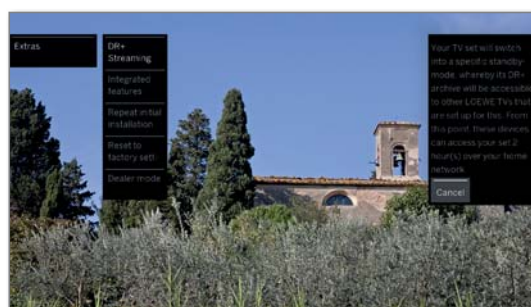 Extras
DR+
Streaming
Integrated
features
Repeat initial
installation
Reset to
factory sett.
Dealer mode
Your TV set will switch
into a specific standby-
mode, whereby its DR+
archive will be accessible
to other LOEWE TVs that
are set up for this. From
this point, these devices
can access your set 2
hour(s) over your home
network.
Cancel